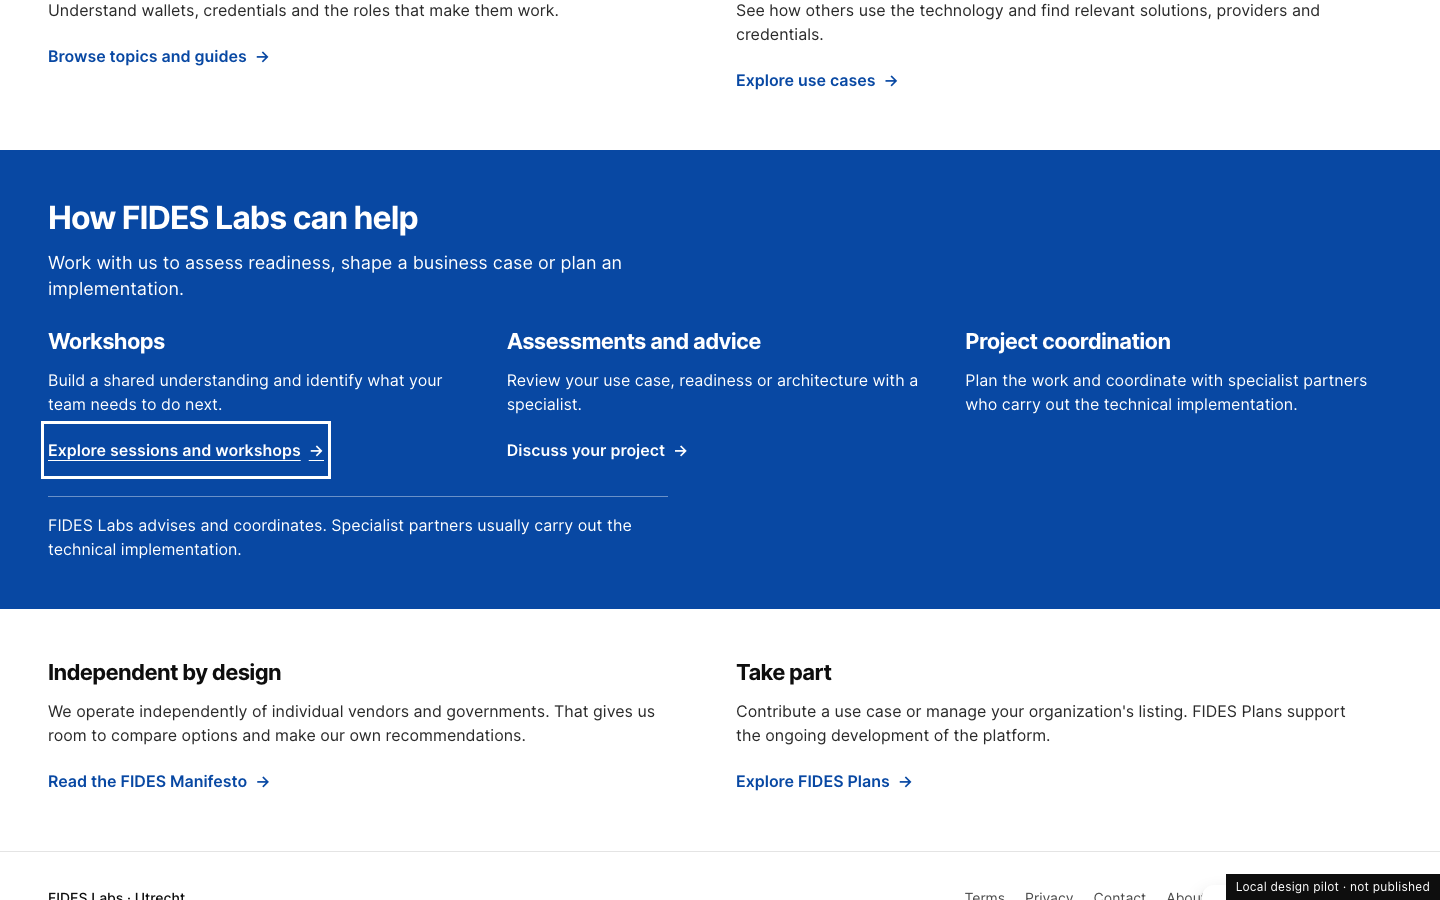 Understand wallets, credentials and the roles that make them work.
Browse topics and guides →
See how others use the technology and find relevant solutions, providers and
credentials.
Explore use cases →
How FIDES Labs can help
Work with us to assess readiness, shape a business case or plan an
implementation.
Workshops
Build a shared understanding and identify what your
team needs to do next.
Explore sessions and workshops →
Assessments and advice
Review your use case, readiness or architecture with a
specialist.
Discuss your project →
Project coordination
Plan the work and coordinate with specialist partners
who carry out the technical implementation.
FIDES Labs advises and coordinates. Specialist partners usually carry out the
technical implementation.
Independent by design
We operate independently of individual vendors and governments. That gives us
room to compare options and make our own recommendations.
Read the FIDES Manifesto →
Take part
Contribute a use case or manage your organization's listing. FIDES Plans support
the ongoing development of the platform.
Explore FIDES Plans →
FIDES Labs · Utrecht
Terms Privacy Contact About
Local design pilot · not published